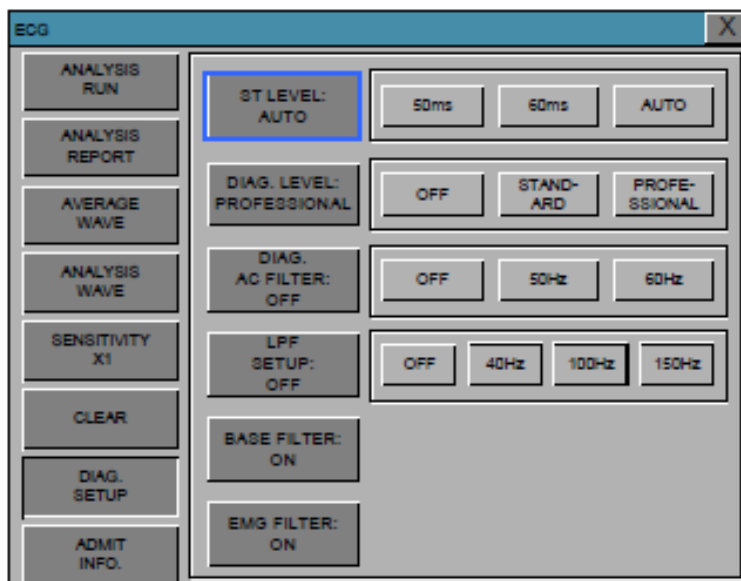 ECG
X
ANALYSIS
RUN
ANALYSIS
REPORT
AVERAGE
WAVE
ANALYSIS
WAVE
SENSITIVITY
X1
CLEAR
DIAG.
SETUP
ADMIT
INFO.
ST LEVEL:
AUTO
50ms
60ms
AUTO
DIAG. LEVEL:
PROFESSIONAL
OFF
STAND-
ARD
PROFE-
SSIONAL
DIAG.
AC FILTER:
OFF
OFF
50Hz
60Hz
LPF
SETUP:
OFF
OFF
40Hz
100Hz
150Hz
BASE FILTER:
ON
EMG FILTER:
ON